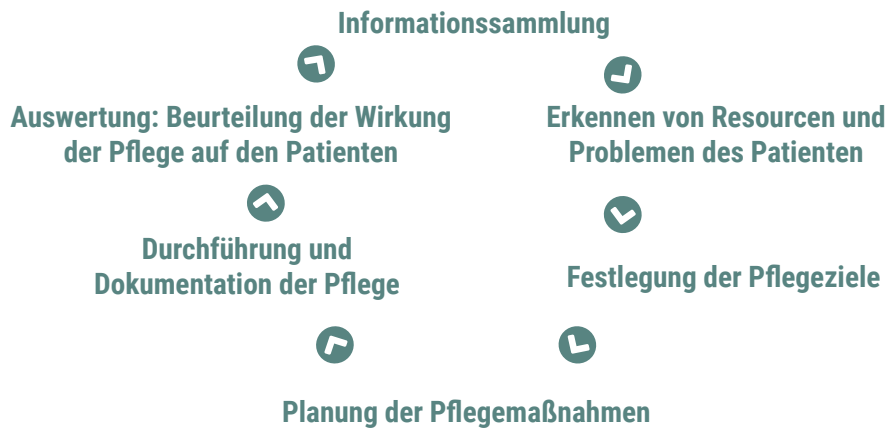 Informationssammlung
Auswertung: Beurteilung der Wirkung
der Pflege auf den Patienten
Erkennen von Resourcen und
Problemen des Patienten
Durchführung und
Dokumentation der Pflege
Festlegung der Pflegeziele
Planung der Pflegemaßnahmen